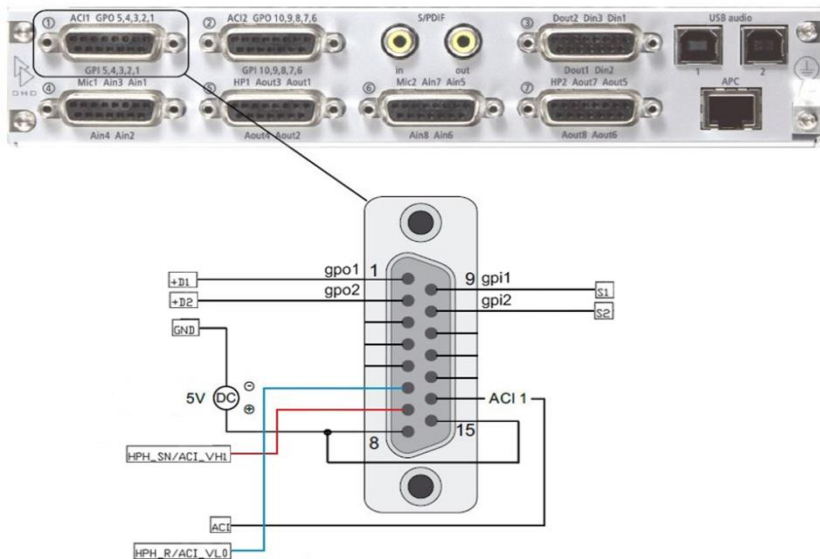 ① ACI1 GPO 5,4,3,2,1
② ACI2 GPO 10,9,8,7,6
S/PDIF
③ Dout2 Din3 Din1
USB audio
GPI 5,4,3,2,1
GPI 10,9,8,7,6
in
out
Dout1 Din2
1
2
DHD
④ Mic1 Ain3 Ain1
⑤ HP1 Aout3 Aout1
⑥ Mic2 Ain7 Ain5
⑦ HP2 Aout7 Aout5
APC
Ain4 Ain2
Aout4 Aout2
Ain8 Ain6
Aout8 Aout6
+D1
gpo1 1
9 gpi1
S1
+D2
gpo2
gpi2
S2
GND
5V
DC
ACI 1
8
15
HPH_SN/ACI_VHI
ACI
HPH_R/ACI_VLO